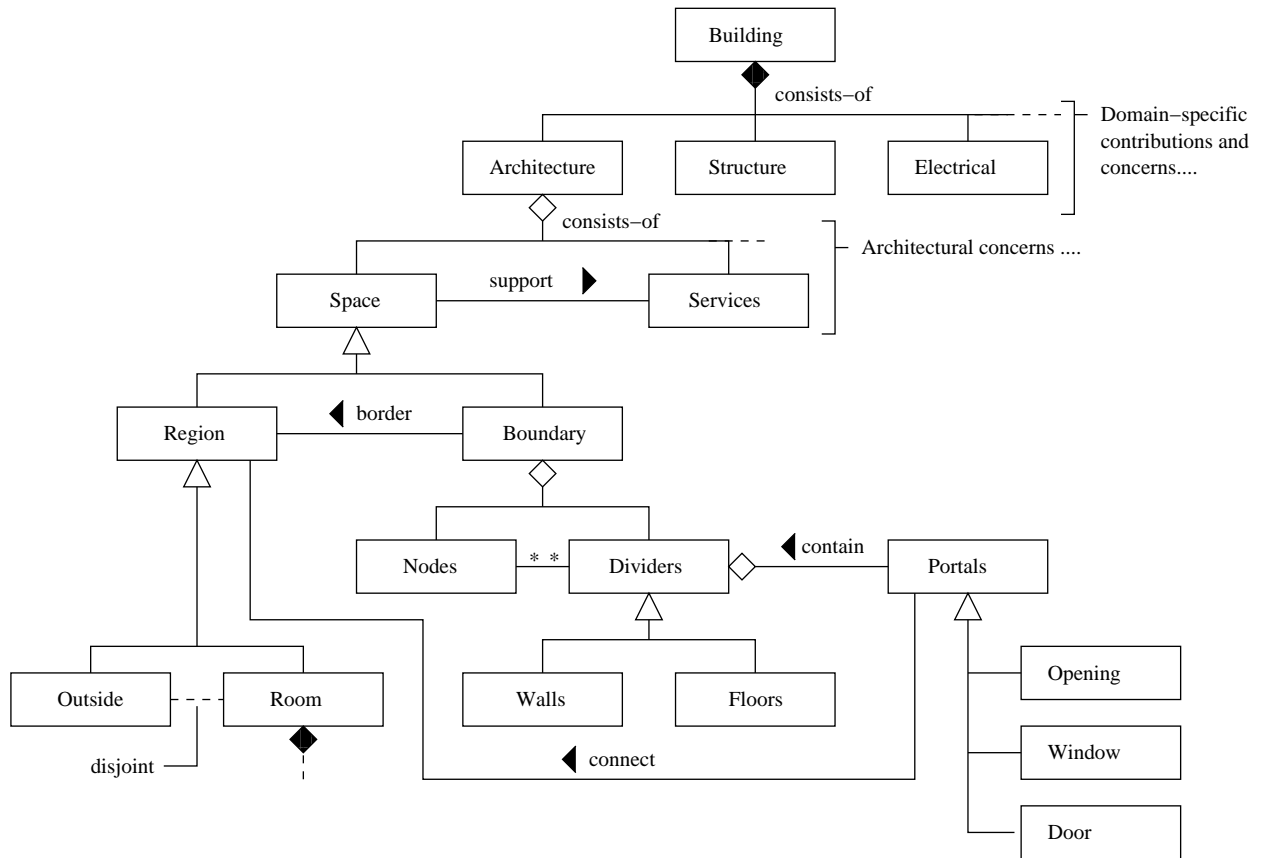 Building
consists−of
Domain−specific
contributions and
concerns....
Architecture
Structure
Electrical
consists−of
Architectural concerns ....
support
Space
Services
border
Region
Boundary
contain
Nodes
* *
Dividers
Portals
Outside
Room
Walls
Floors
Opening
disjoint
connect
Window
Door